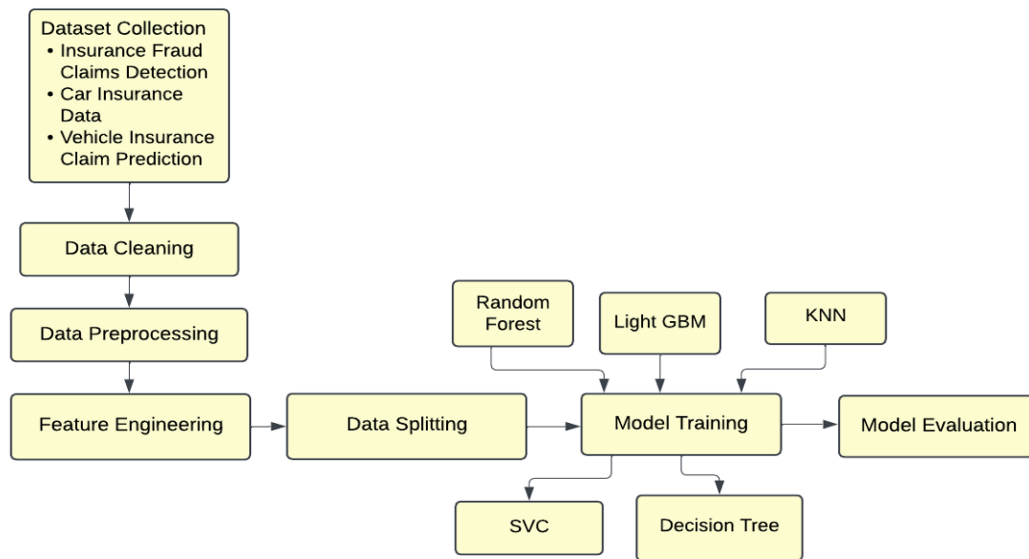 Dataset Collection
• Insurance Fraud
Claims Detection
• Car Insurance
Data
• Vehicle Insurance
Claim Prediction
Data Cleaning
Data Preprocessing
Feature Engineering
Data Splitting
Random
Forest
Light GBM
KNN
Model Training
Model Evaluation
SVC
Decision Tree